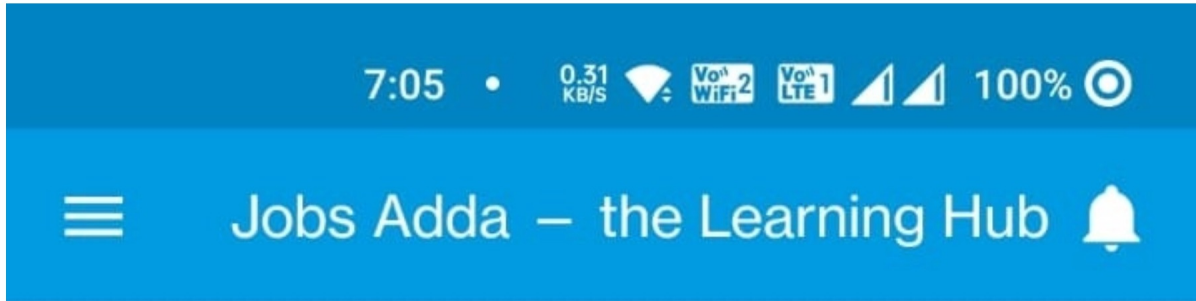 7:05 • 0.31 KB/S Vo WiFi 2 Vo LTE 1 100%
Jobs Adda – the Learning Hub